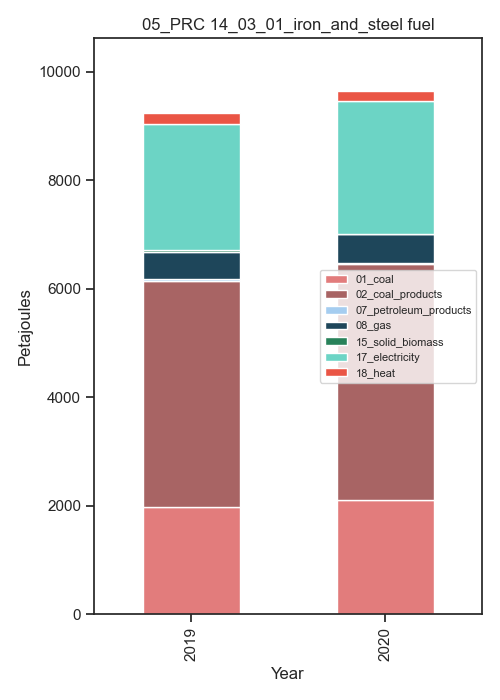 05_PRC 14_03_01_iron_and_steel fuel
10000
8000
6000
4000
2000
0
Petajoules
01_coal
02_coal_products
07_petroleum_products
08_gas
15_solid_biomass
17_electricity
18_heat
2019
2020
Year